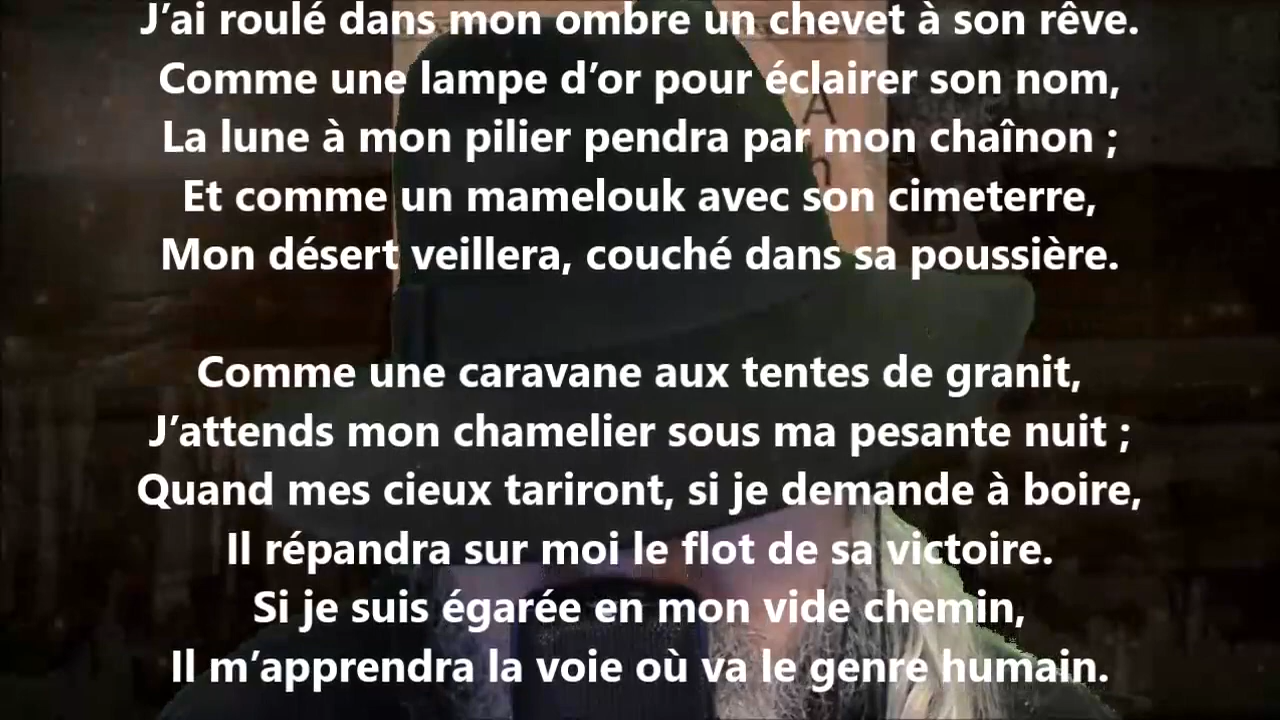 J’ai roulé dans mon ombre un chevet à son rêve.
Comme une lampe d’or pour éclairer son nom,
La lune à mon pilier pendra par mon chaînon ;
Et comme un mamelouk avec son cimeterre,
Mon désert veillera, couché dans sa poussière.
Comme une caravane aux tentes de granit,
J’attends mon chamelier sous ma pesante nuit ;
Quand mes cieux tariront, si je demande à boire,
Il répandra sur moi le flot de sa victoire.
Si je suis égarée en mon vide chemin,
Il m’apprendra la voie où va le genre humain.